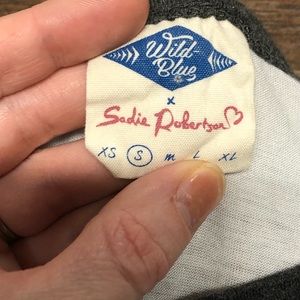 Wild
Blue
x
Sadie Robertson
XS S M L XL